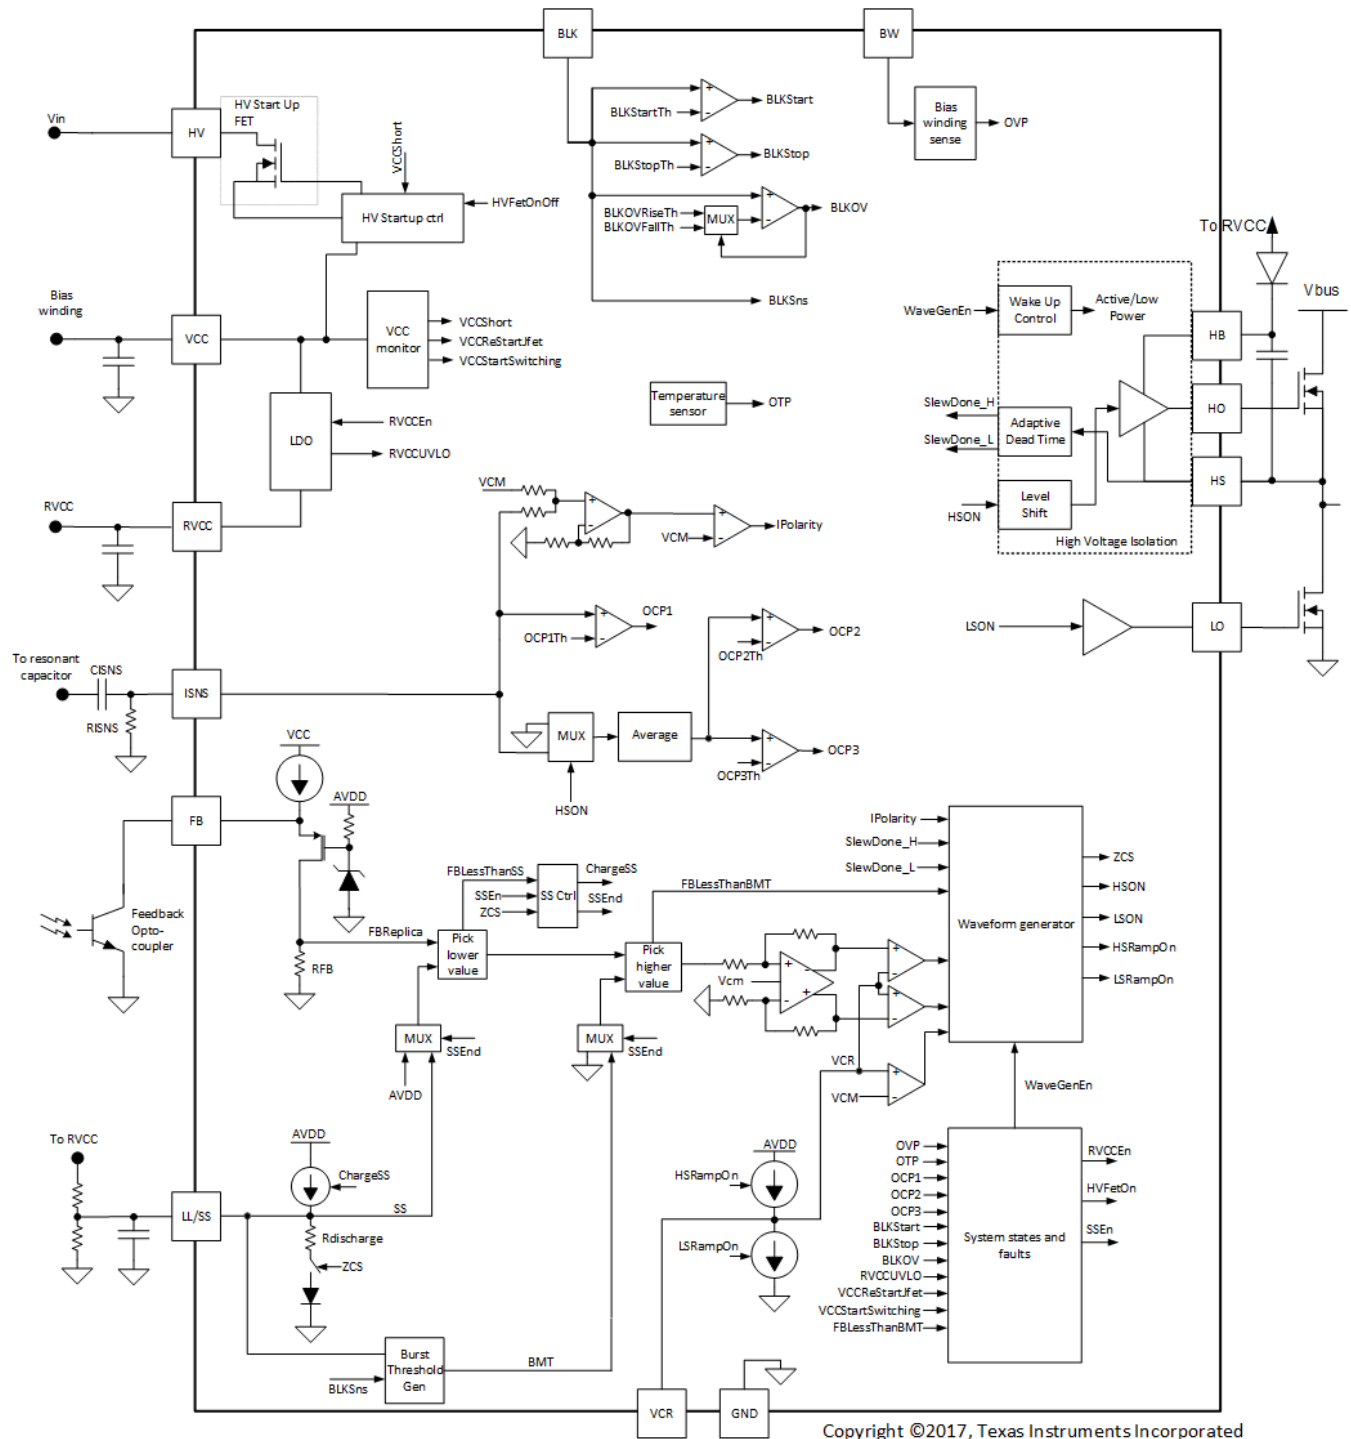 BLK
BW
HV Start Up
FET
Vin
HV
VCCShort
HV Startup ctrl
HVFetOnOff
BLKStartTh
+
-
BLKStart
BLKStopTh
+
-
BLKStop
BLKOVRiseTh
BLKOVFallTh
MUX
+
-
BLKOV
BLKSns
Bias
winding
sense
OVP
To RVCC
Vbus
Bias
winding
VCC
VCC
monitor
VCCShort
VCCReStartJfet
VCCStartSwitching
WaveGenEn
Wake Up
Control
Active/Low
Power
HB
Temperature
sensor
OTP
SlewDone_H
SlewDone_L
Adaptive
Dead Time
HO
LDO
RVCCEn
RVCCUVLO
HS
HSON
Level
Shift
High Voltage Isolation
RVCC
RVCC
VCM
+
-
VCM
+
-
IPolarity
OCP1Th
+
-
OCP1
OCP2Th
+
-
OCP2
LSON
LO
To resonant
capacitor
CISNS
RISNS
ISNS
MUX
HSON
Average
OCP3Th
+
-
OCP3
VCC
AVDD
FB
Feedback
Opto-
coupler
RFB
FBReplica
FBLessThanSS
SSEn
ZCS
SS Ctrl
ChargeSS
SSEnd
Pick
lower
value
FBLessThanBMT
Pick
higher
value
Vcm
+
-
+
-
+
-
+
-
IPolarity
SlewDone_H
SlewDone_L
Waveform generator
ZCS
HSON
LSON
HSRampOn
LSRampOn
MUX
SSEnd
AVDD
MUX
SSEnd
VCR
VCM
+
-
WaveGenEn
To RVCC
LL/SS
AVDD
ChargeSS
SS
Rdischarge
ZCS
AVDD
HSRampOn
LSRampOn
OVP
OTP
OCP1
OCP2
OCP3
BLKStart
BLKStop
BLKOV
RVCCUVLO
VCCReStartJfet
VCCStartSwitching
FBLessThanBMT
System states and
faults
RVCCEn
HVFetOn
SSEn
BLKSns
Burst
Threshold
Gen
BMT
VCR
GND
Copyright ©2017, Texas Instruments Incorporated